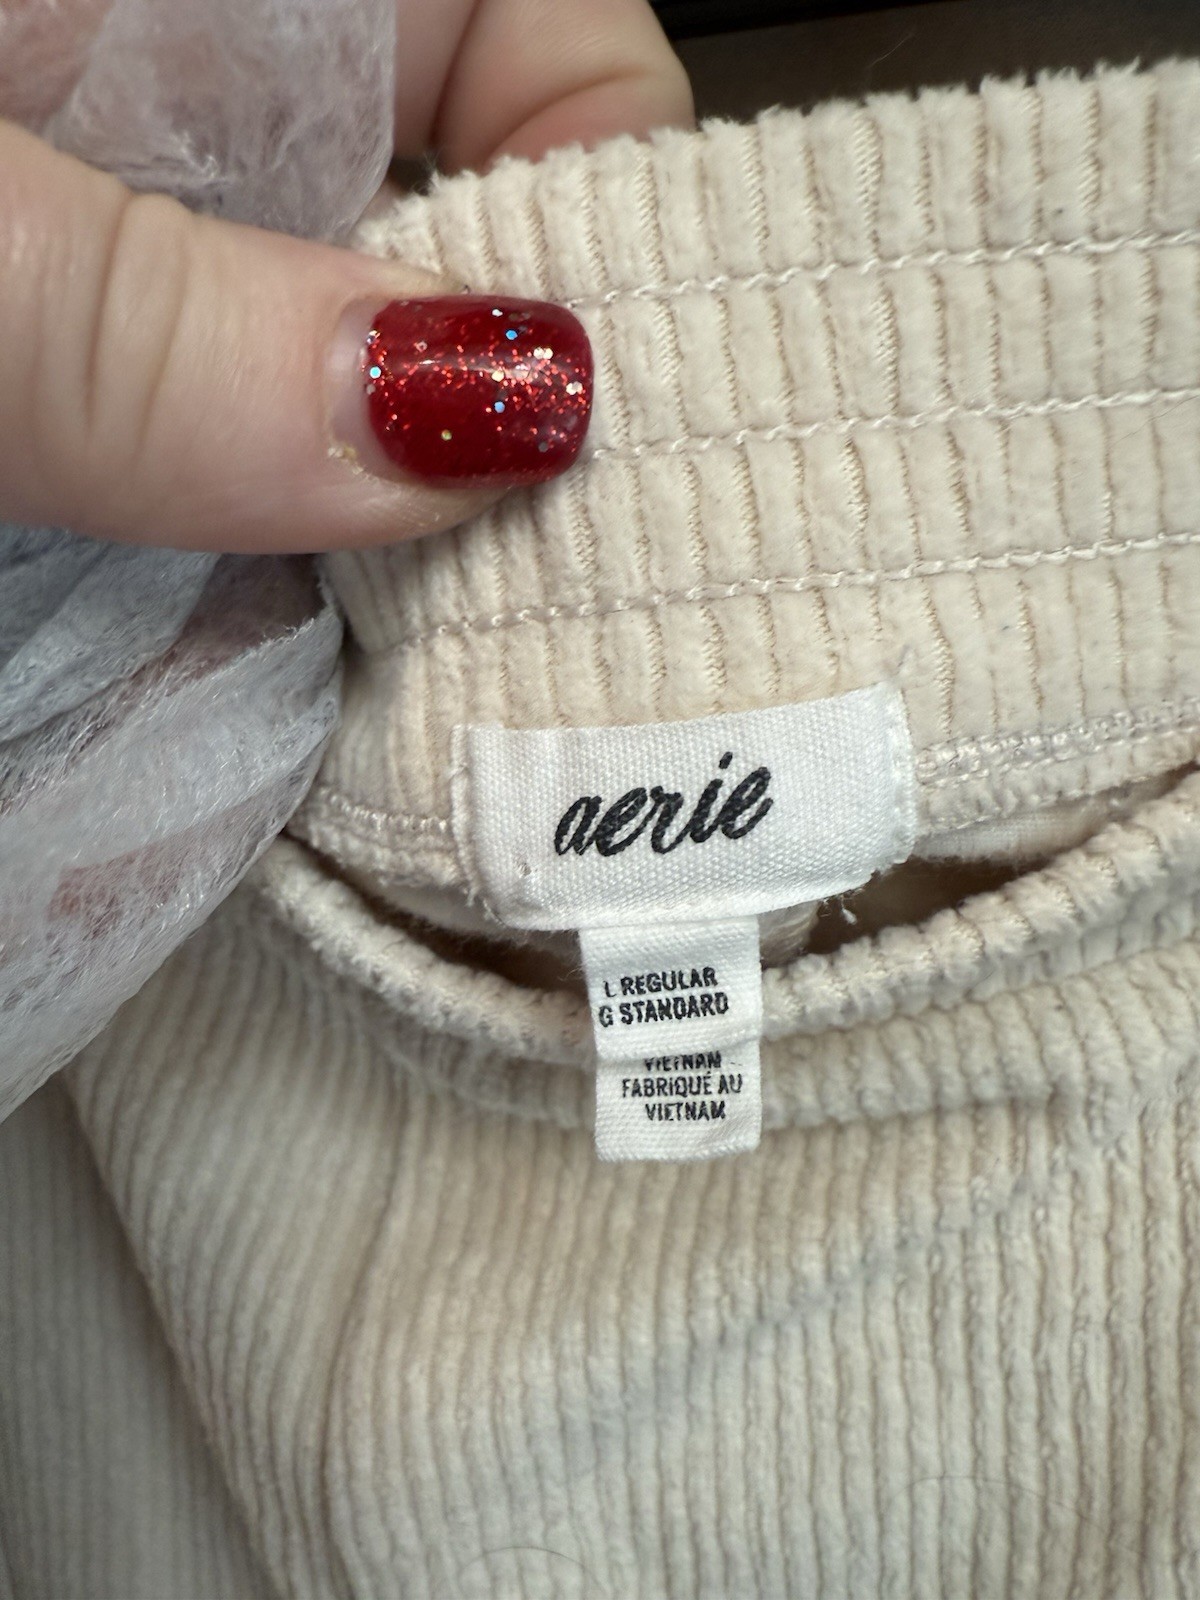 aerie
L REGULAR
G STANDARD
VIETNAM
FABRIQUÉ AU
VIETNAM